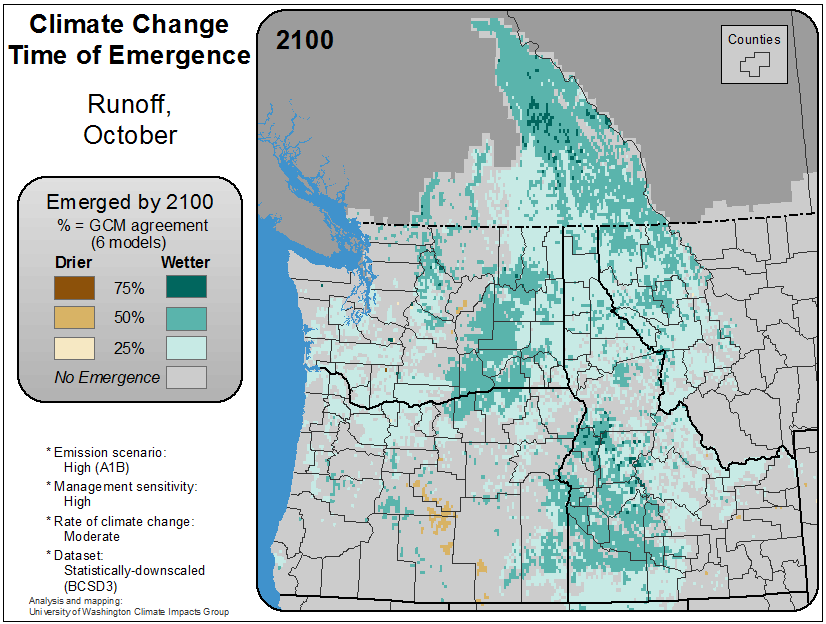 Climate Change
Time of Emergence
Runoff,
October
Emerged by 2100
% = GCM agreement
(6 models)
Drier Wetter
75%
50%
25%
No Emergence
* Emission scenario:
High (A1B)
* Management sensitivity:
High
* Rate of climate change:
Moderate
* Dataset:
Statistically-downscaled
(BCSD3)
Analysis and mapping:
University of Washington Climate Impacts Group
2100
Counties